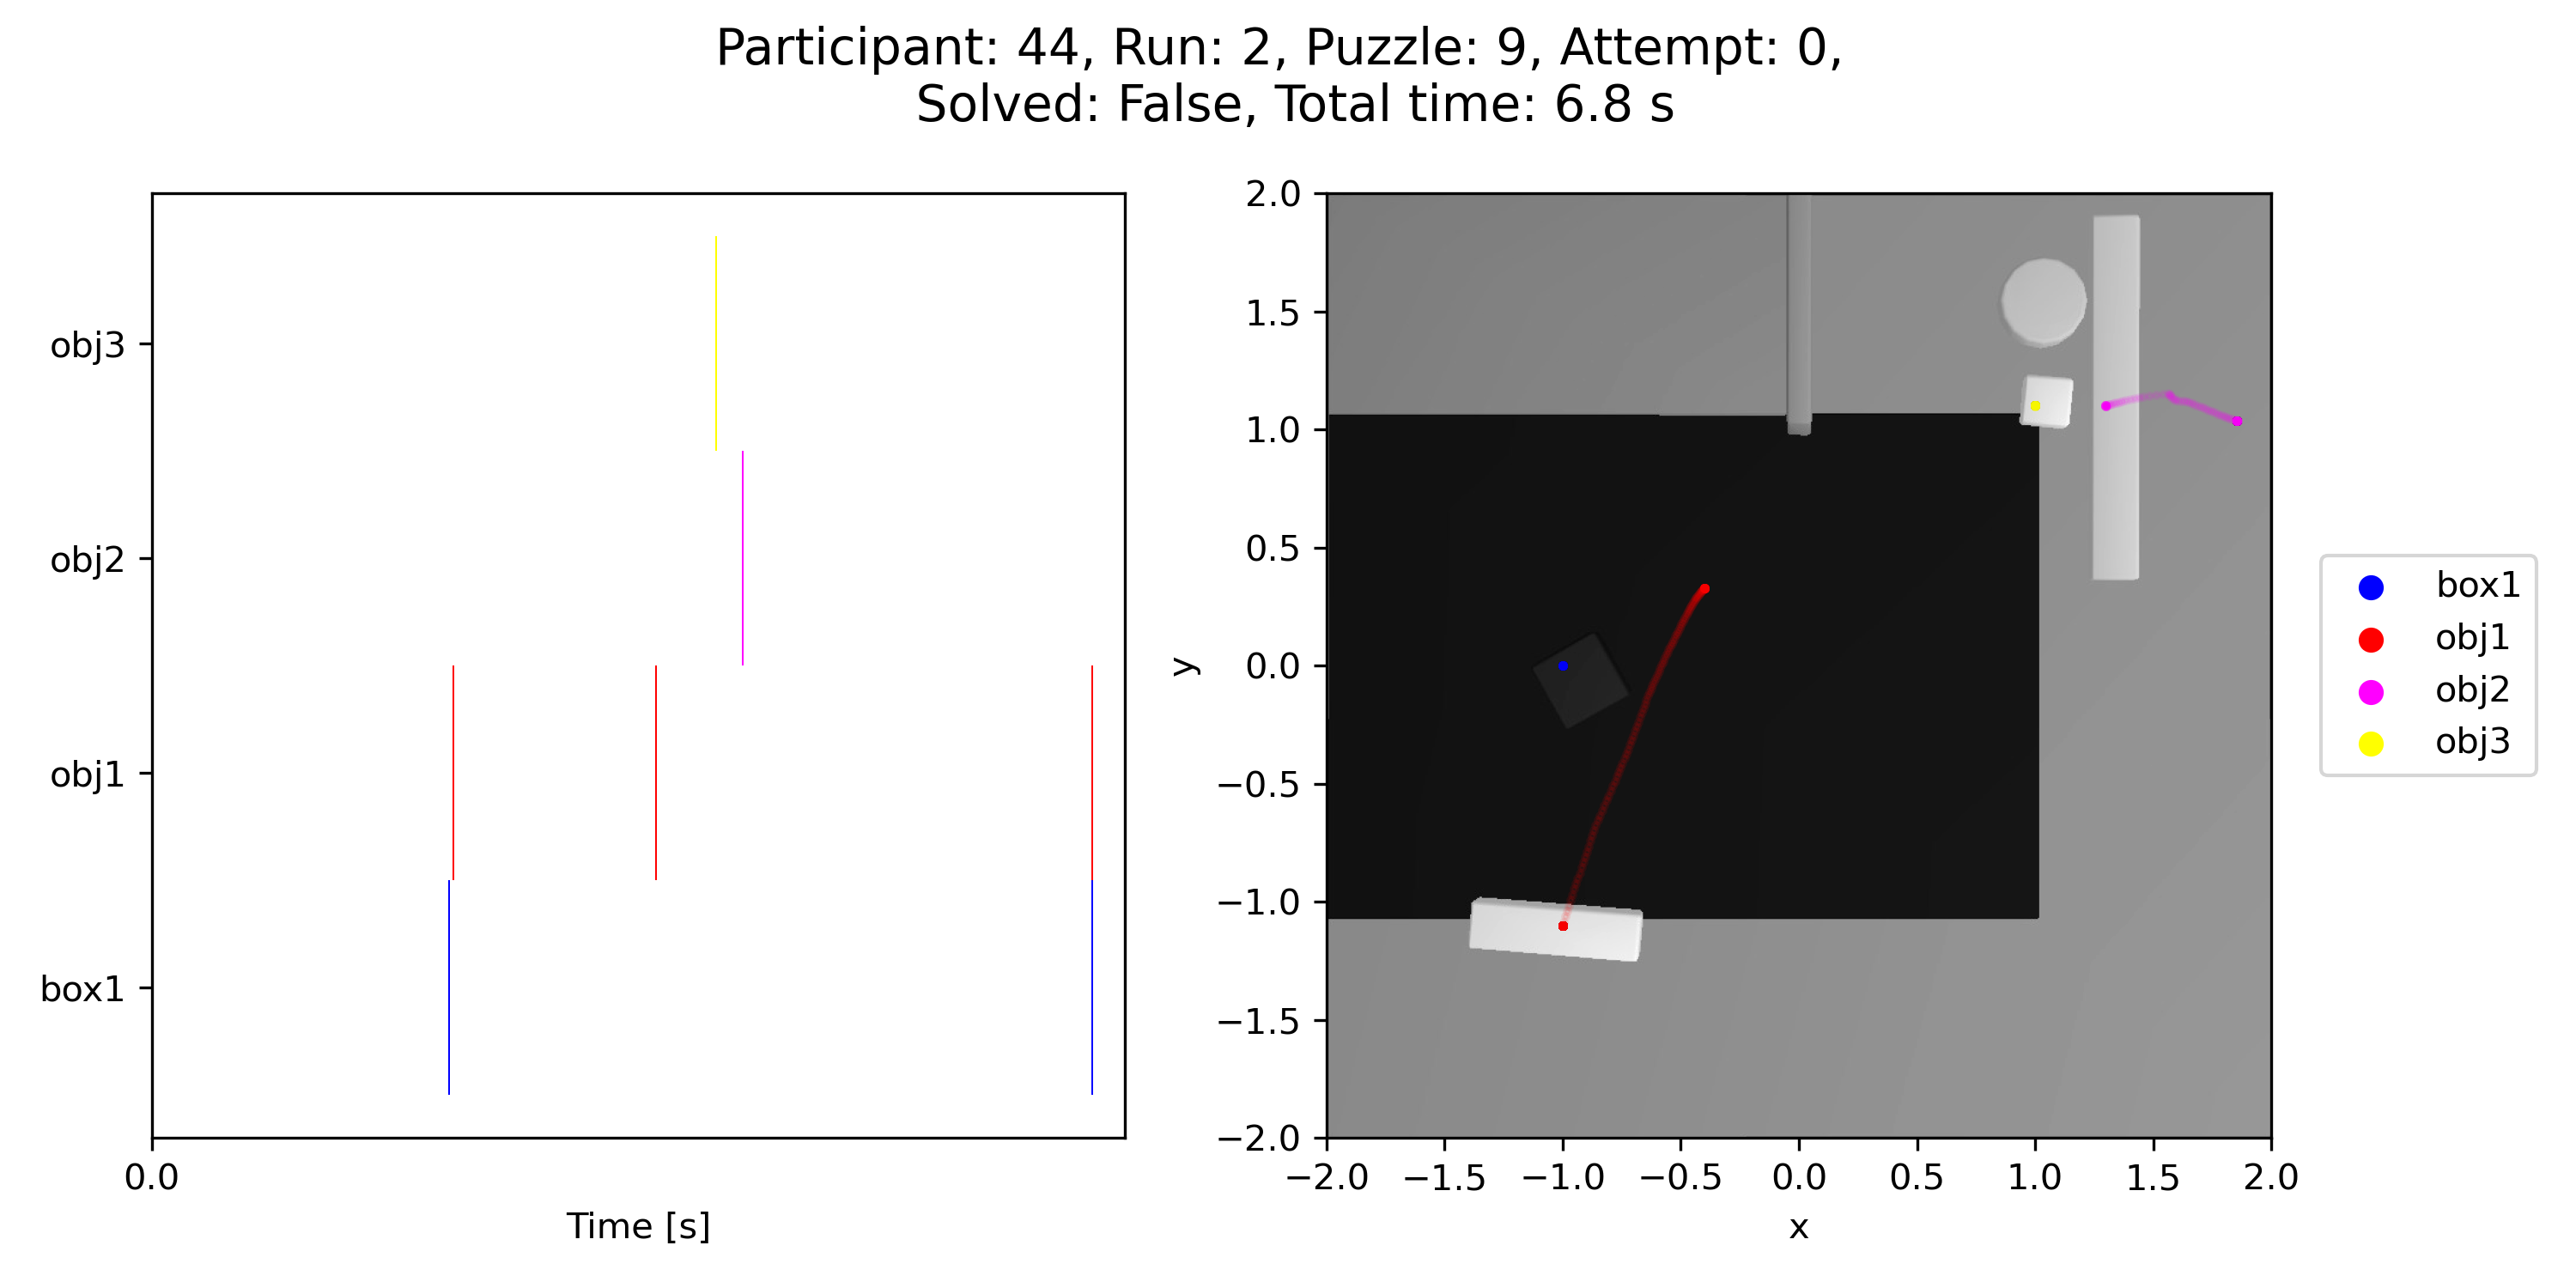 Participant: 44, Run: 2, Puzzle: 9, Attempt: 0,
Solved: False, Total time: 6.8 s
obj3
obj2
obj1
box1
0.0
Time [s]
2.0
1.5
1.0
0.5
0.0
−0.5
−1.0
−1.5
−2.0
y
−2.0 −1.5 −1.0 −0.5 0.0 0.5 1.0 1.5 2.0
x
box1
obj1
obj2
obj3